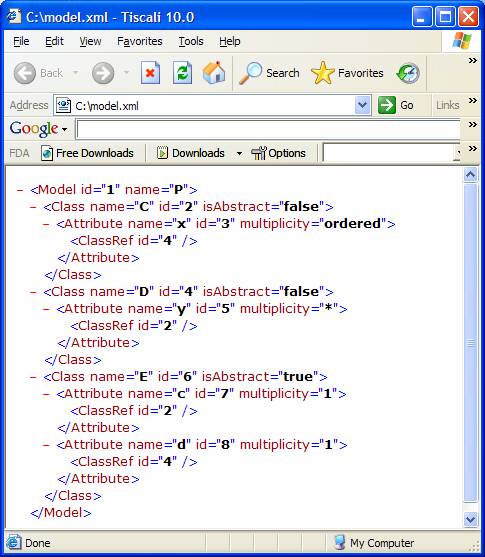 C:\model.xml - Tiscali 10.0
File Edit View Favorites Tools Help »
Back Search Favorites »
Address C:\model.xml Go Links »
Google
FDA Free Downloads Downloads Options »
- <Model id="1" name="P">
- <Class name="C" id="2" isAbstract="false">
- <Attribute name="x" id="3" multiplicity="ordered">
<ClassRef id="4" />
</Attribute>
</Class>
- <Class name="D" id="4" isAbstract="false">
- <Attribute name="y" id="5" multiplicity="*">
<ClassRef id="2" />
</Attribute>
</Class>
- <Class name="E" id="6" isAbstract="true">
- <Attribute name="c" id="7" multiplicity="1">
<ClassRef id="2" />
</Attribute>
- <Attribute name="d" id="8" multiplicity="1">
<ClassRef id="4" />
</Attribute>
</Class>
</Model>
Done My Computer